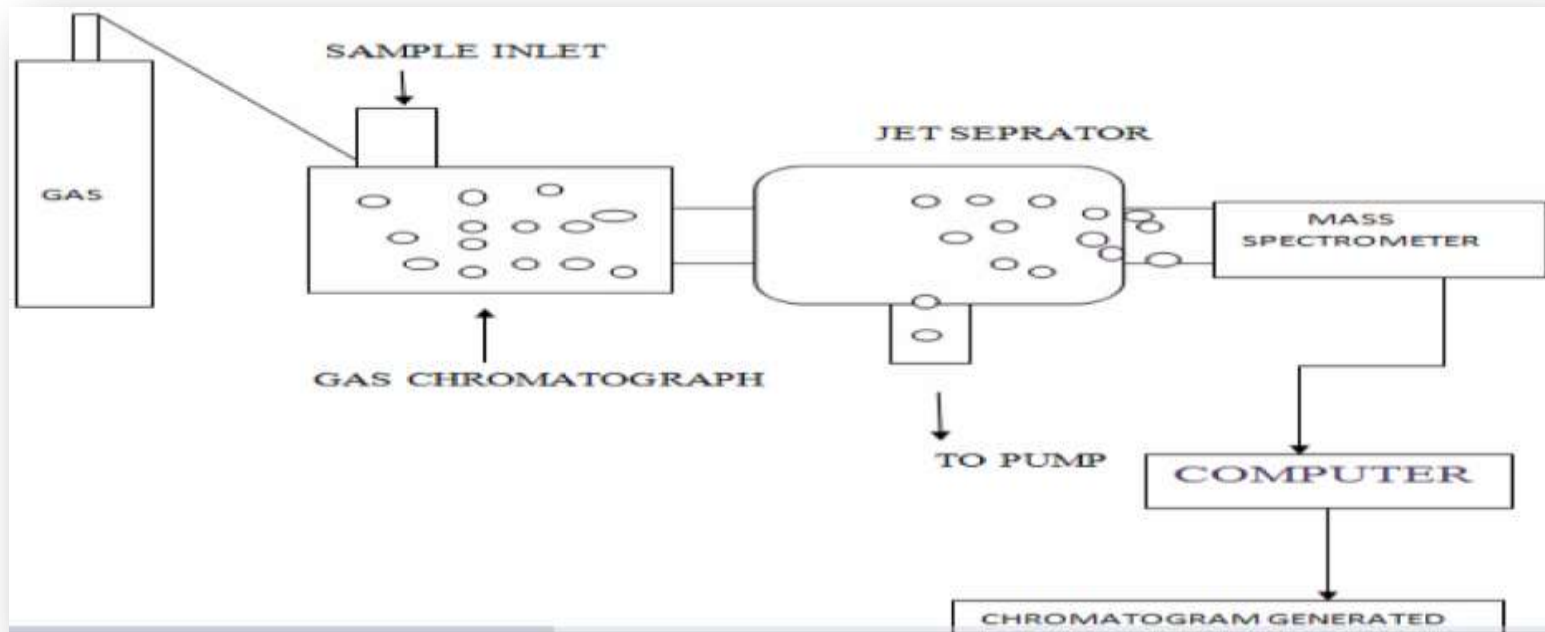 SAMPLE INLET
JET SEPRATOR
GAS
MASS
SPECTROMETER
GAS CHROMATOGRAPH
TO PUMP
COMPUTER
CHROMATOGRAM GENERATED